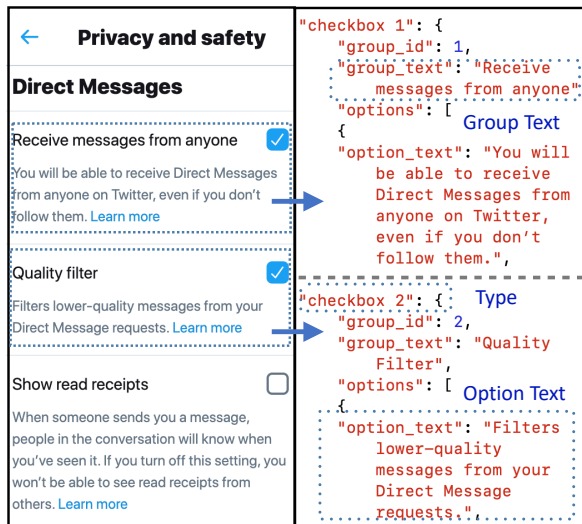 Privacy and safety
Direct Messages
Receive messages from anyone
You will be able to receive Direct Messages
from anyone on Twitter, even if you don't
follow them. Learn more
Quality filter
Filters lower-quality messages from your
Direct Message requests. Learn more
Show read receipts
When someone sends you a message,
people in the conversation will know when
you've seen it. If you turn off this setting, you
won't be able to see read receipts from
others. Learn more
"checkbox 1": {
"group_id": 1,
"group_text": "Receive
messages from anyone"
"options": [
Group Text
{
"option_text": "You will
be able to receive
Direct Messages from
anyone on Twitter,
even if you don't
follow them.",
"checkbox 2": {
Type
"group_id": 2,
"group_text": "Quality
Filter",
"options": [
Option Text
{
"option_text": "Filters
lower-quality
messages from your
Direct Message
requests.",